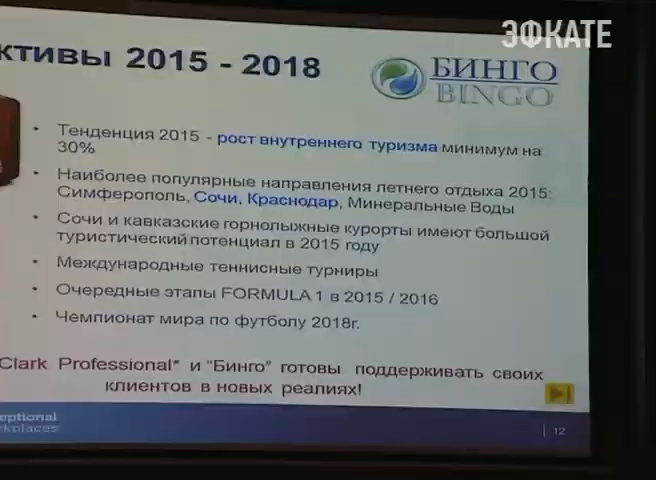 ЭФКАТЕ
ктивы 2015 - 2018
БИНГО
BINGO
• Тенденция 2015 - рост внутреннего туризма минимум на
30%
• Наиболее популярные направления летнего отдыха 2015:
Симферополь, Сочи, Краснодар, Минеральные Воды
• Сочи и кавказские горнолыжные курорты имеют большой
туристический потенциал в 2015 году
• Международные теннисные турниры
• Очередные этапы FORMULA 1 в 2015 / 2016
• Чемпионат мира по футболу 2018г.
Clark Professional* и "Бинго" готовы поддерживать своих
клиентов в новых реалиях!
eptional
rkplaces
12